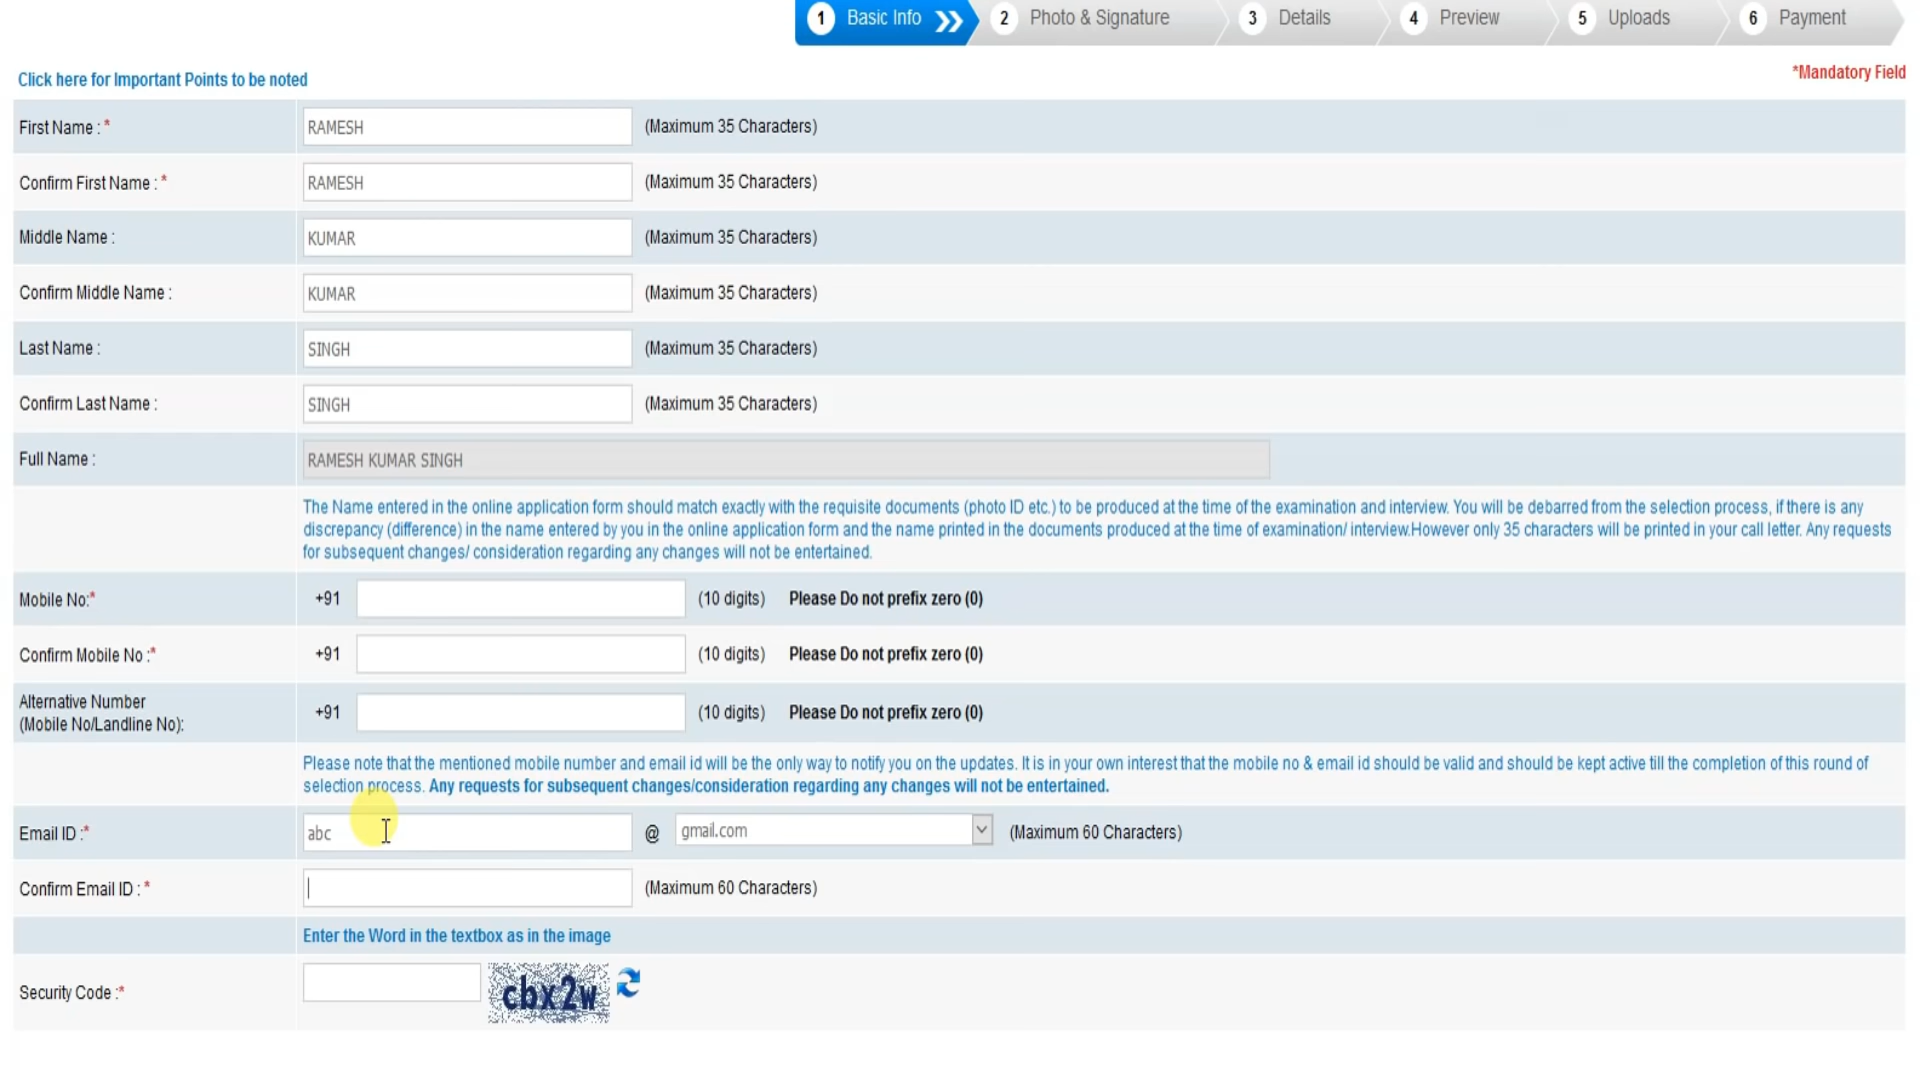 1 Basic Info 2 Photo & Signature 3 Details 4 Preview 5 Uploads 6 Payment
Click here for Important Points to be noted *Mandatory Field
First Name : * RAMESH (Maximum 35 Characters)
Confirm First Name : * RAMESH (Maximum 35 Characters)
Middle Name : KUMAR (Maximum 35 Characters)
Confirm Middle Name : KUMAR (Maximum 35 Characters)
Last Name : SINGH (Maximum 35 Characters)
Confirm Last Name : SINGH (Maximum 35 Characters)
Full Name : RAMESH KUMAR SINGH
The Name entered in the online application form should match exactly with the requisite documents (photo ID etc.) to be produced at the time of the examination and interview. You will be debarred from the selection process, if there is any
discrepancy (difference) in the name entered by you in the online application form and the name printed in the documents produced at the time of examination/ interview.However only 35 characters will be printed in your call letter. Any requests
for subsequent changes/ consideration regarding any changes will not be entertained.
Mobile No:* +91 (10 digits) Please Do not prefix zero (0)
Confirm Mobile No :* +91 (10 digits) Please Do not prefix zero (0)
Alternative Number
(Mobile No/Landline No): +91 (10 digits) Please Do not prefix zero (0)
Please note that the mentioned mobile number and email id will be the only way to notify you on the updates. It is in your own interest that the mobile no & email id should be valid and should be kept active till the completion of this round of
selection process. Any requests for subsequent changes/consideration regarding any changes will not be entertained.
Email ID :* abc @ gmail.com (Maximum 60 Characters)
Confirm Email ID : * (Maximum 60 Characters)
Enter the Word in the textbox as in the image
Security Code :* cbx2w